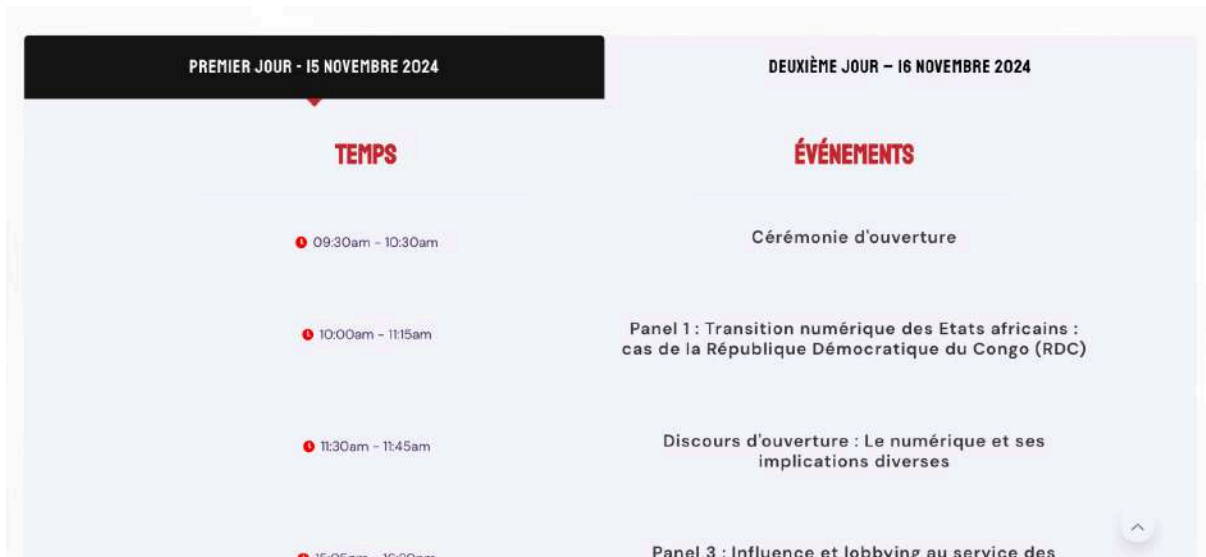 PREMIER JOUR - 15 NOVEMBRE 2024
DEUXIÈME JOUR – 16 NOVEMBRE 2024
TEMPS
ÉVÉNEMENTS
09:30am - 10:30am
Cérémonie d'ouverture
10:00am - 11:15am
Panel 1 : Transition numérique des Etats africains :
cas de la République Démocratique du Congo (RDC)
11:30am - 11:45am
Discours d'ouverture : Le numérique et ses
implications diverses
Panel 3 : Influence et lobbying au service des